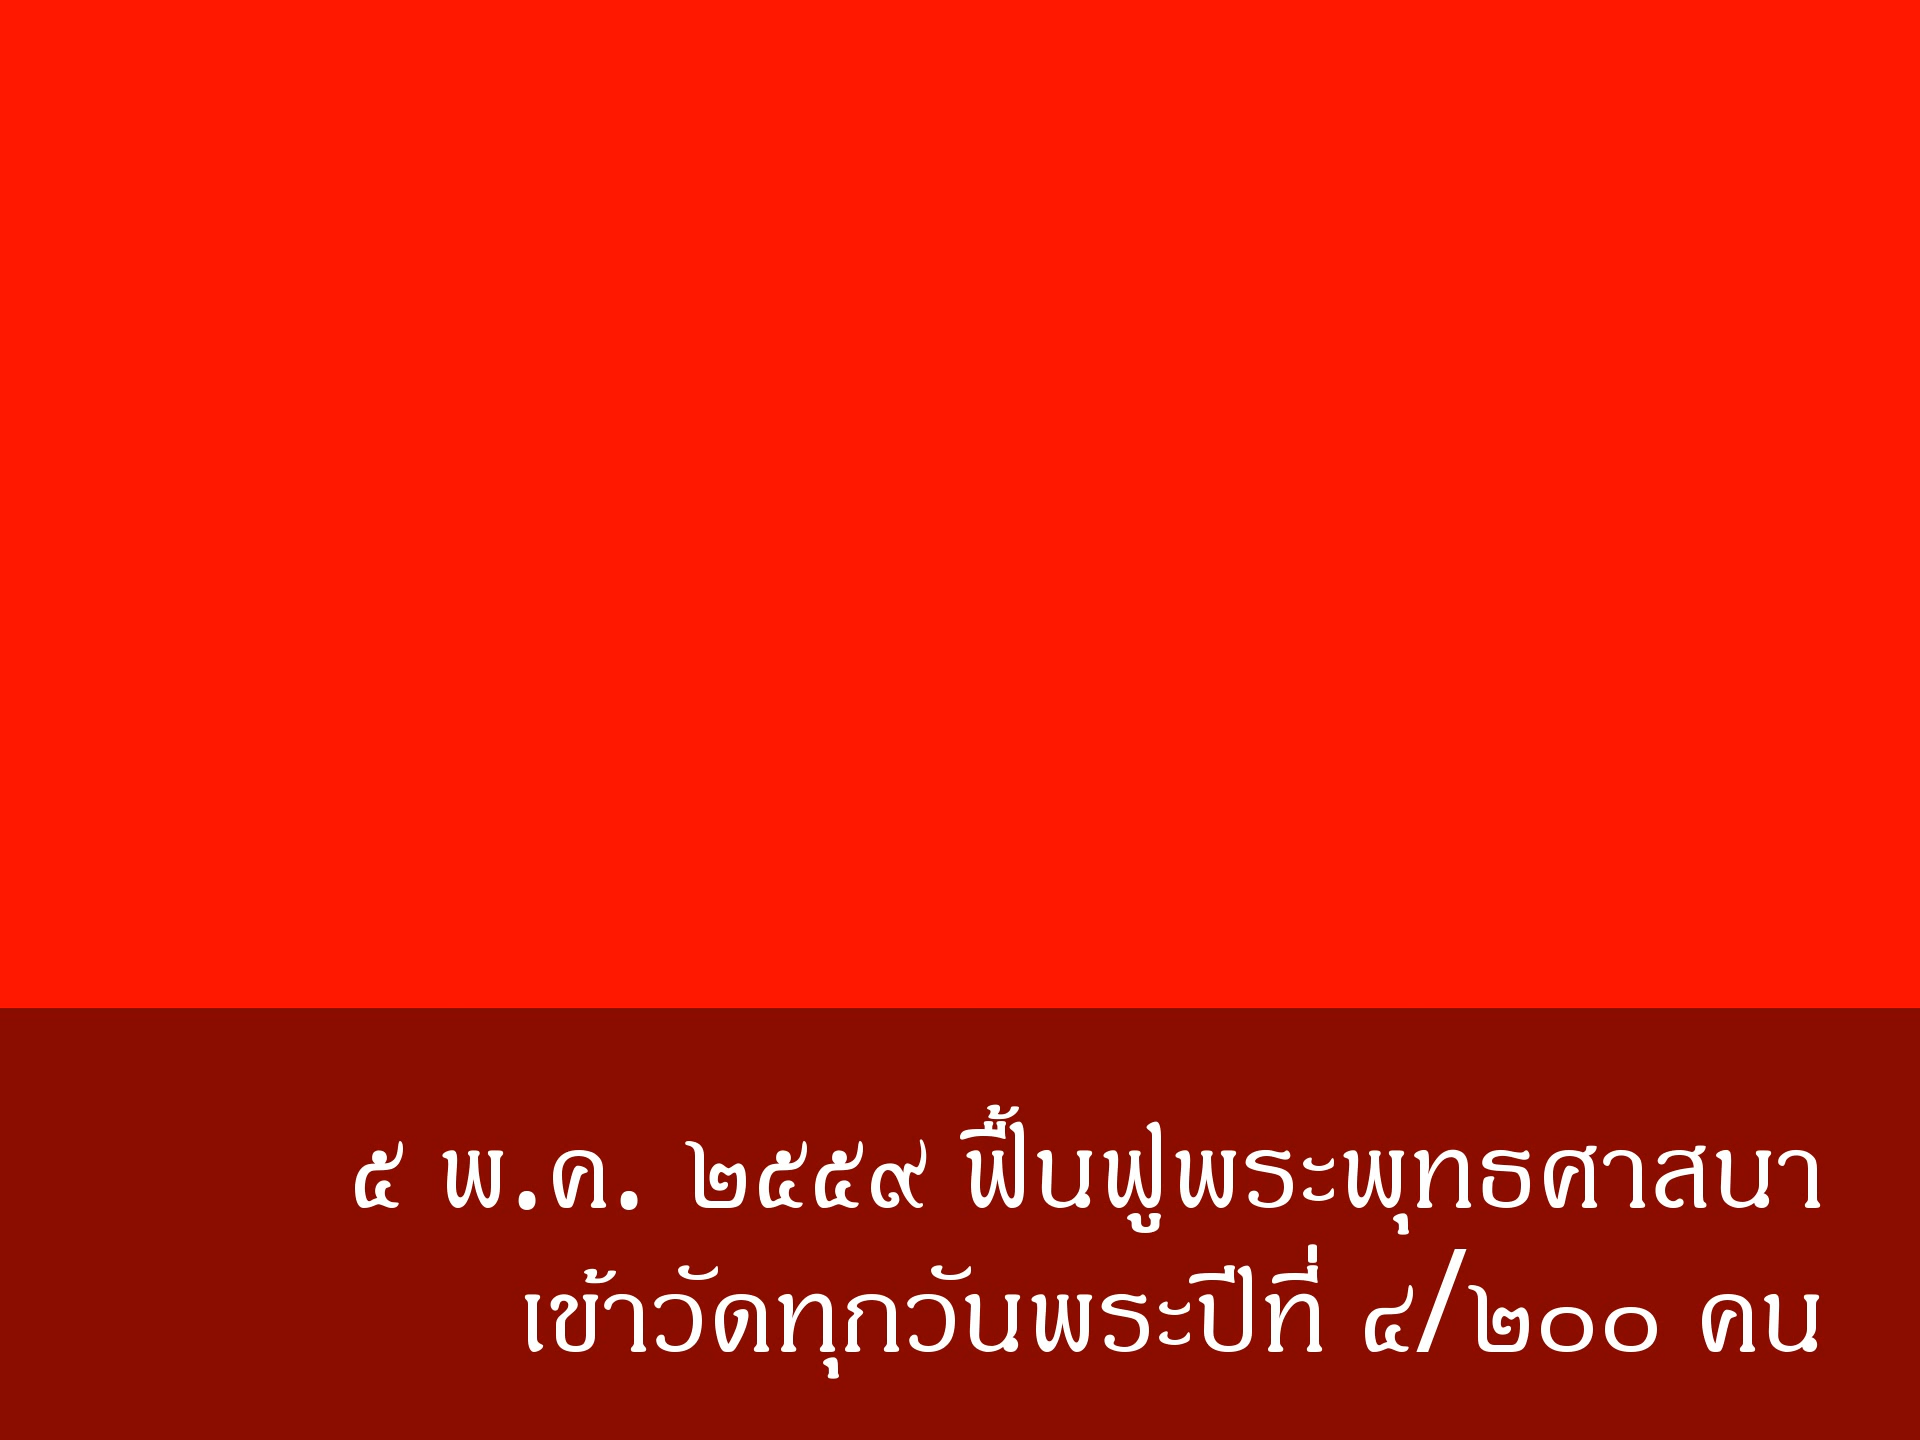 ๕ พ.ค. ๒๕๕๙ ฟื้นฟูพระพุทธศาสนา
เข้าวัดทุกวันพระปีที่ ๔/๒๐๐ คน